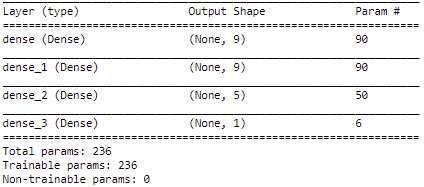 Layer (type) Output Shape Param #
=================================================================
dense (Dense) (None, 9) 90
_________________________________________________________________
dense_1 (Dense) (None, 9) 90
_________________________________________________________________
dense_2 (Dense) (None, 5) 50
_________________________________________________________________
dense_3 (Dense) (None, 1) 6
=================================================================
Total params: 236
Trainable params: 236
Non-trainable params: 0